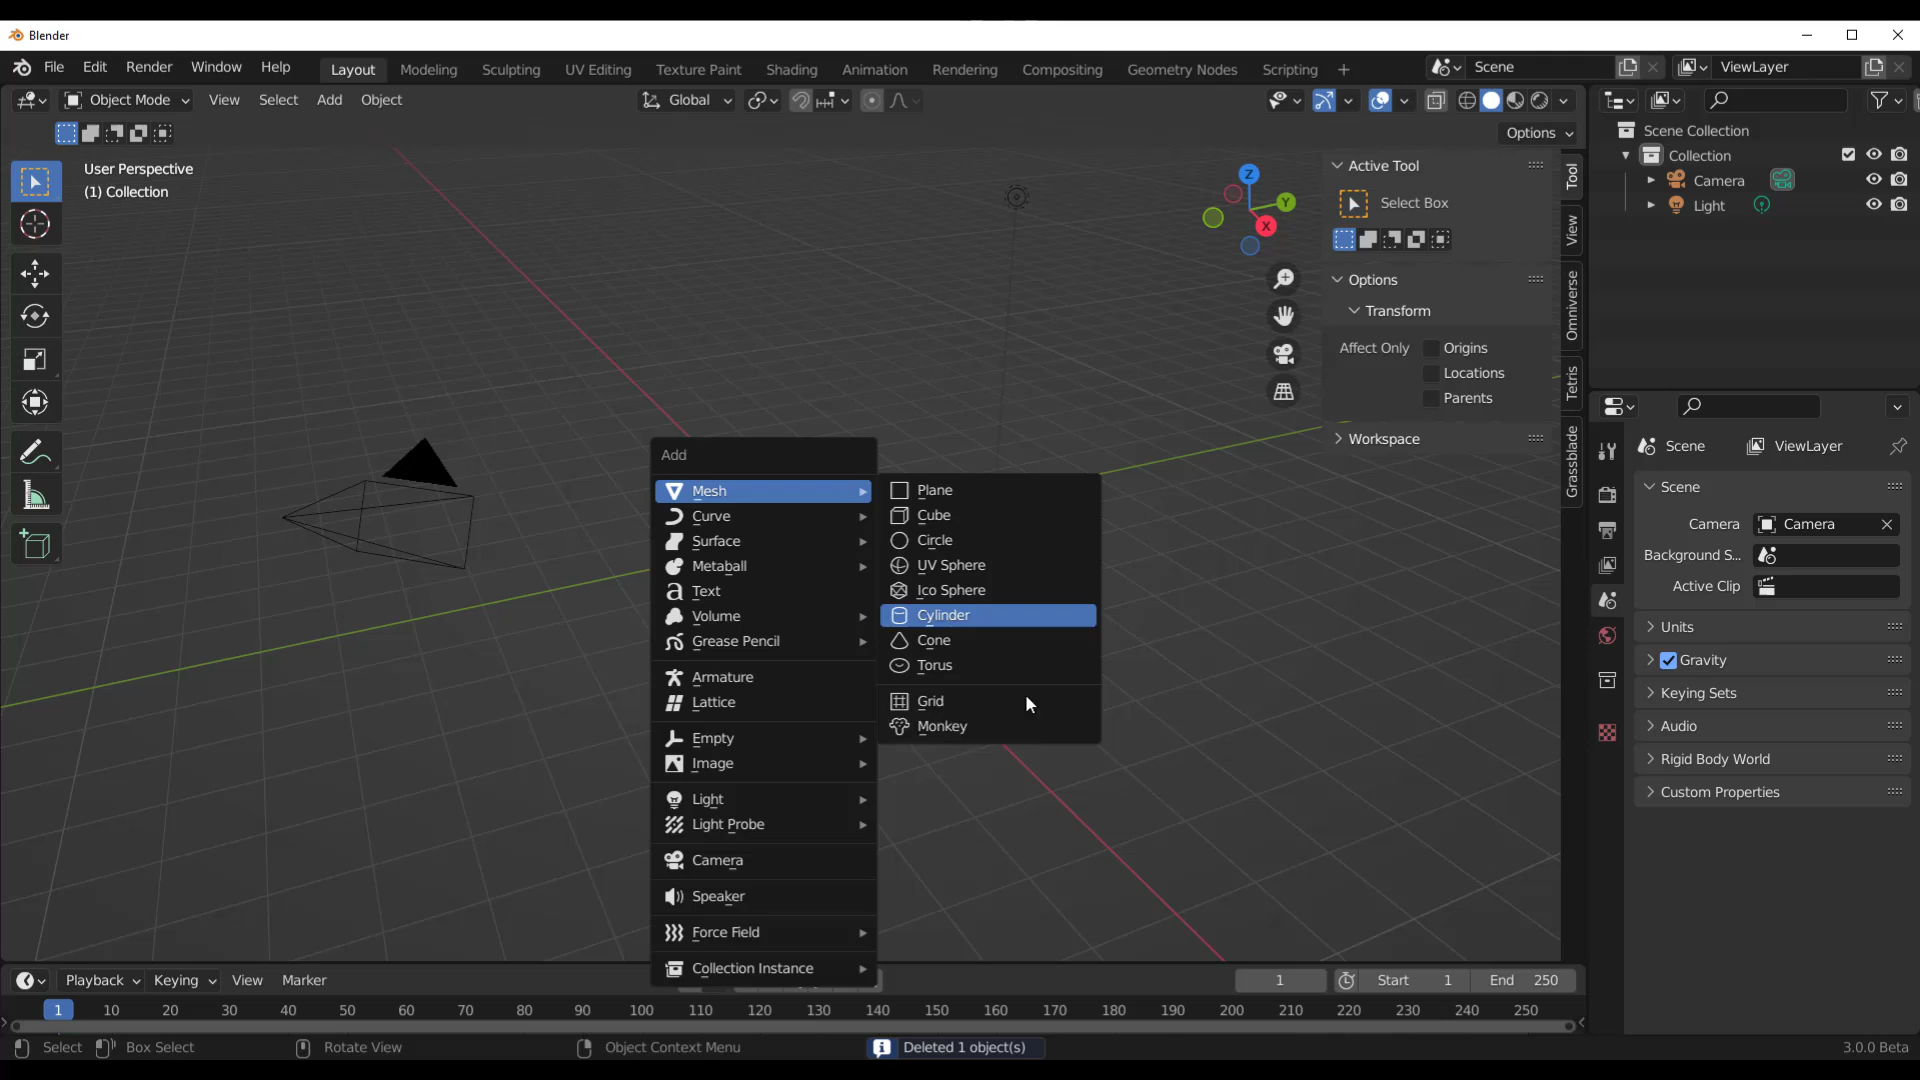 Blender
File Edit Render Window Help Layout Modeling Sculpting UV Editing Texture Paint Shading Animation Rendering Compositing Geometry Nodes Scripting + Scene ViewLayer
Object Mode View Select Add Object Global
Options
User Perspective
(1) Collection
Z
Y
X
Active Tool
Select Box
Options
Transform
Affect Only Origins
Locations
Parents
Workspace
Tool
View
Omniverse
Tetris
Grassblade
Scene Collection
Collection
Camera
Light
Scene ViewLayer
Scene
Camera Camera
Background S...
Active Clip
Units
Gravity
Keying Sets
Audio
Rigid Body World
Custom Properties
Add
Mesh
Curve
Surface
Metaball
Text
Volume
Grease Pencil
Armature
Lattice
Empty
Image
Light
Light Probe
Camera
Speaker
Force Field
Collection Instance
Plane
Cube
Circle
UV Sphere
Ico Sphere
Cylinder
Cone
Torus
Grid
Monkey
Playback Keying View Marker 1 Start 1 End 250
1 10 20 30 40 50 60 70 80 90 100 110 120 130 140 150 160 170 180 190 200 210 220 230 240 250
Select Box Select Rotate View Object Context Menu Deleted 1 object(s) 3.0.0 Beta